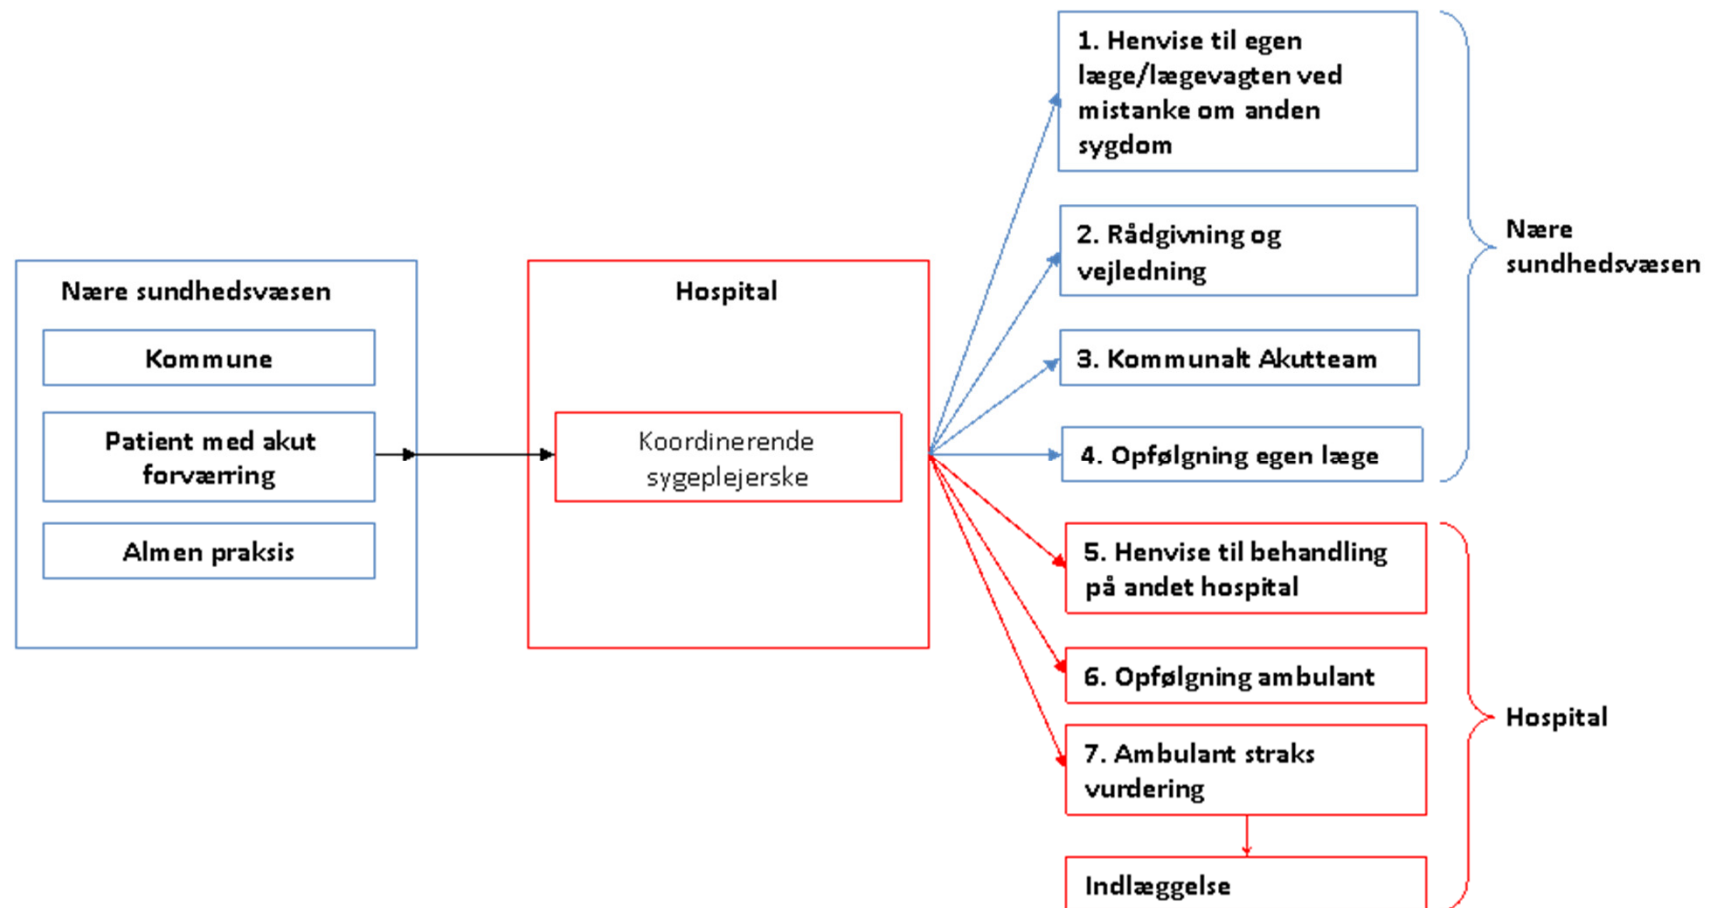 Nære sundhedsvæsen
Kommune
Patient med akut
forværring
Almen praksis
Hospital
Koordinerende
sygeplejerske
1. Henvise til egen
læge/lægevagten ved
mistanke om anden
sygdom
2. Rådgivning og
vejledning
3. Kommunalt Akutteam
4. Opfølgning egen læge
Nære
sundhedsvæsen
5. Henvise til behandling
på andet hospital
6. Opfølgning ambulant
7. Ambulant straks
vurdering
Indlæggelse
Hospital